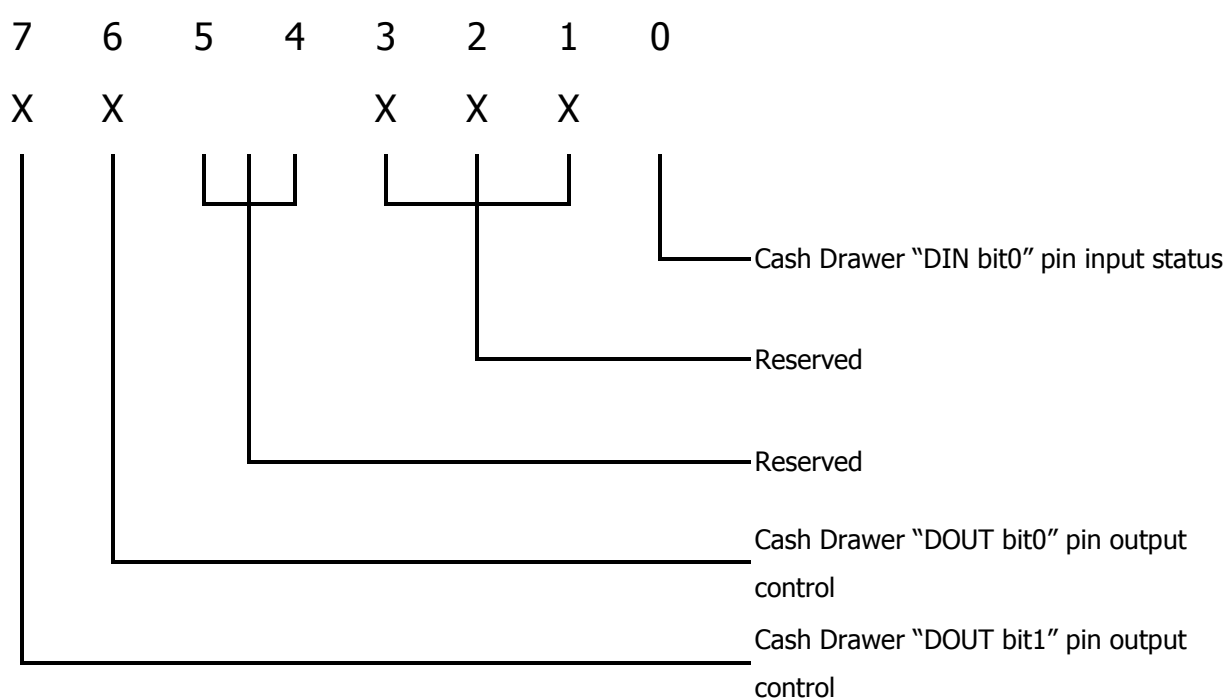 7 6 5 4 3 2 1 0
X X X X X
Cash Drawer “DIN bit0” pin input status
Reserved
Reserved
Cash Drawer “DOUT bit0” pin output
control
Cash Drawer “DOUT bit1” pin output
control